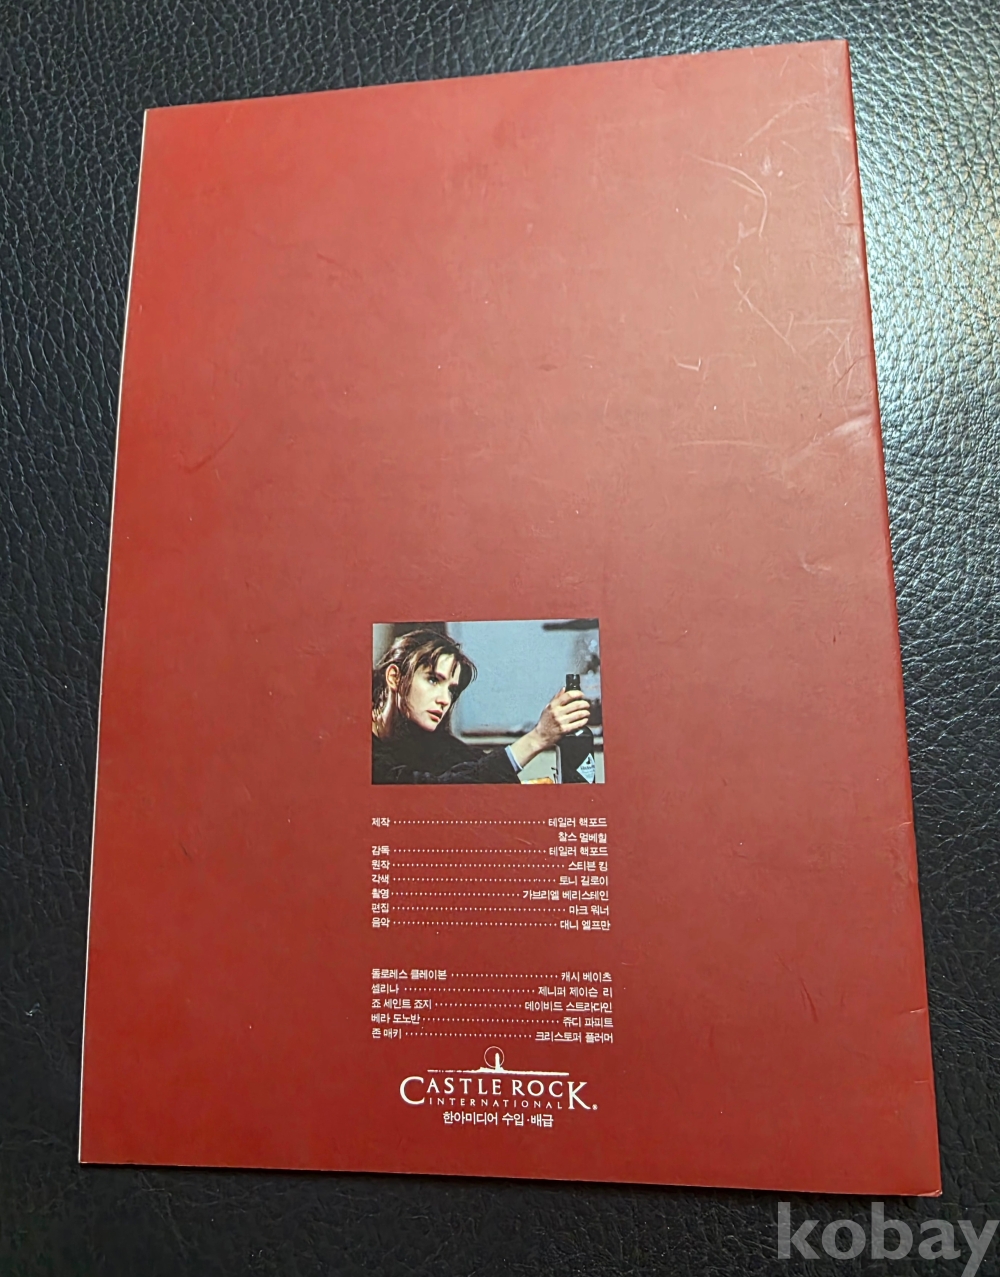 제작 테일러 핵포드
찰스 멀베힐
감독 테일러 핵포드
원작 스티븐 킹
각색 토니 길로이
촬영 가브리엘 베리스테인
편집 마크 워너
음악 대니 엘프만
돌로레스 클레이본 캐시 베이츠
셀리나 제니퍼 제이슨 리
죠 세인트 죠지 데이비드 스트라다인
베라 도노반 쥬디 파피트
존 매키 크리스토퍼 플러머
CASTLE ROCK
INTERNATIONAL
한아미디어 수입·배급
kobay